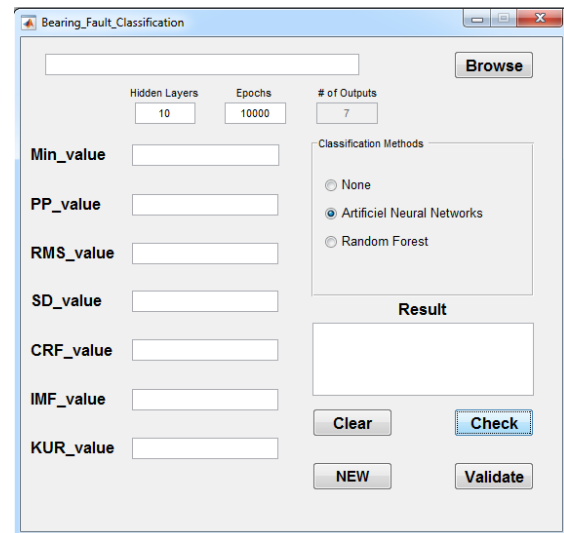 Bearing_Fault_Classification
Browse
Hidden Layers Epochs # of Outputs
10 10000 7
Classification Methods
Min_value
None
PP_value
Artificiel Neural Networks
Random Forest
RMS_value
SD_value
Result
CRF_value
IMF_value
Clear Check
KUR_value
NEW Validate